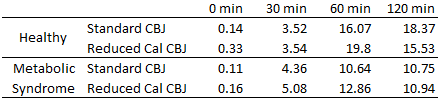 0 min 30 min 60 min 120 min
Healthy Standard CBJ 0.14 3.52 16.07 18.37
Reduced Cal CBJ 0.33 3.54 19.8 15.53
Metabolic Standard CBJ 0.11 4.36 10.64 10.75
Syndrome Reduced Cal CBJ 0.16 5.08 12.86 10.94